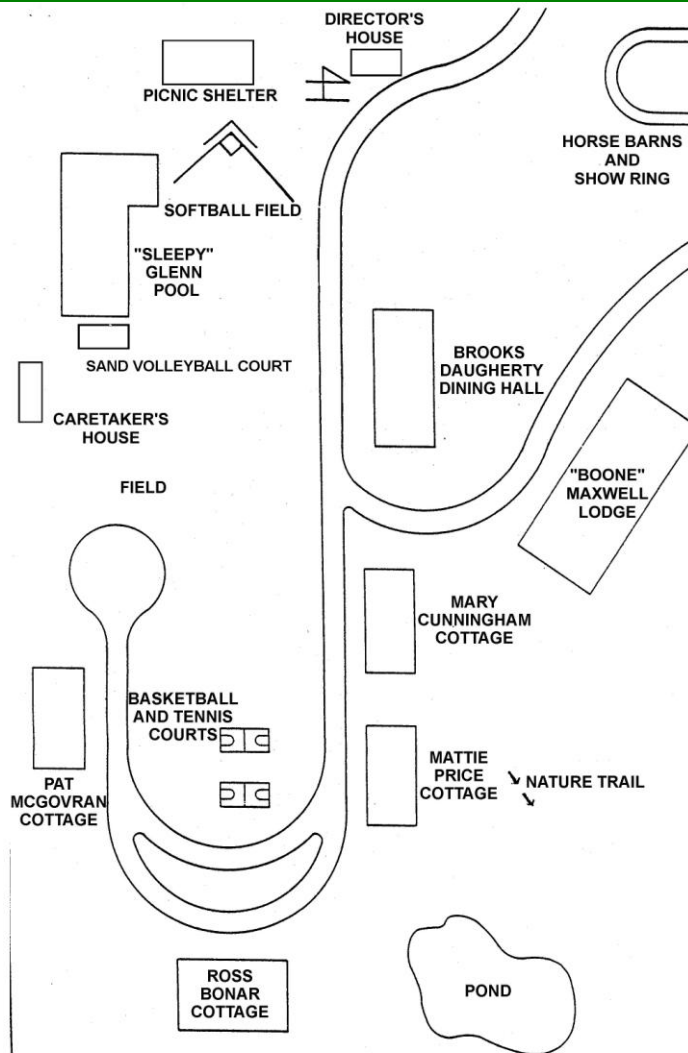 DIRECTOR'S
HOUSE
PICNIC SHELTER
HORSE BARNS
AND
SHOW RING
SOFTBALL FIELD
"SLEEPY"
GLENN
POOL
SAND VOLLEYBALL COURT
BROOKS
DAUGHERTY
DINING HALL
CARETAKER'S
HOUSE
"BOONE"
MAXWELL
LODGE
FIELD
MARY
CUNNINGHAM
COTTAGE
BASKETBALL
AND TENNIS
COURTS
MATTIE
PRICE
COTTAGE
NATURE TRAIL
PAT
MCGOVRAN
COTTAGE
ROSS
BONAR
COTTAGE
POND